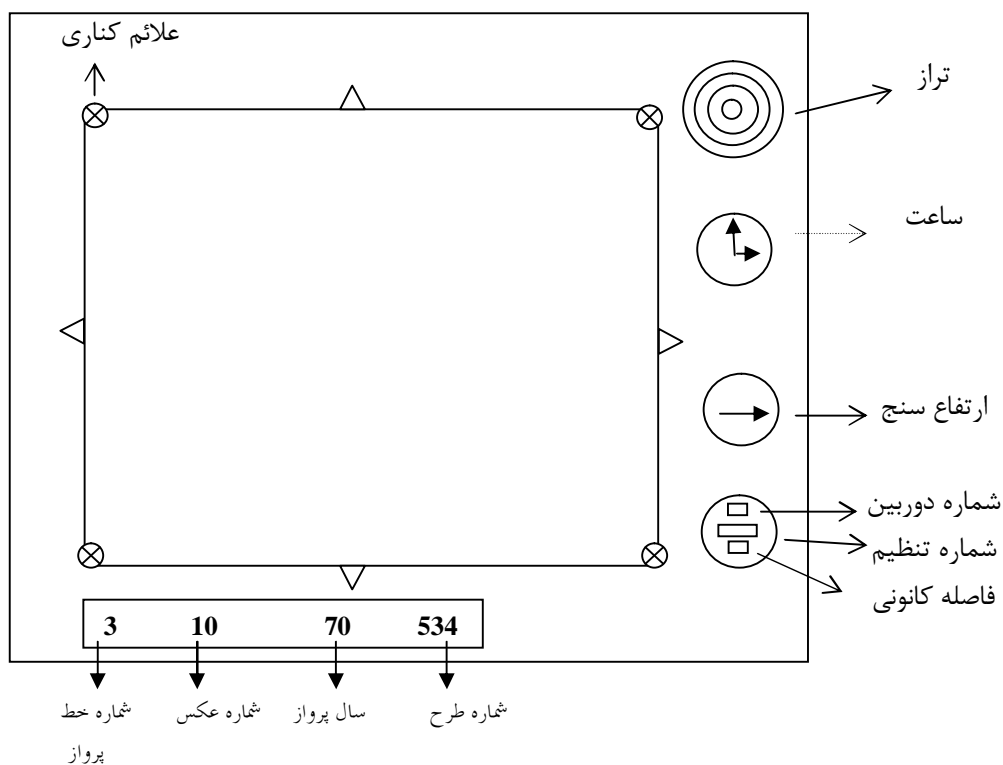 علائم کناری
تراز
ساعت
ارتفاع سنج
شماره دوربین
شماره تنظیم
فاصله کانونی
3 10 70 534
شماره خط پرواز
شماره عکس
سال پرواز
شماره طرح